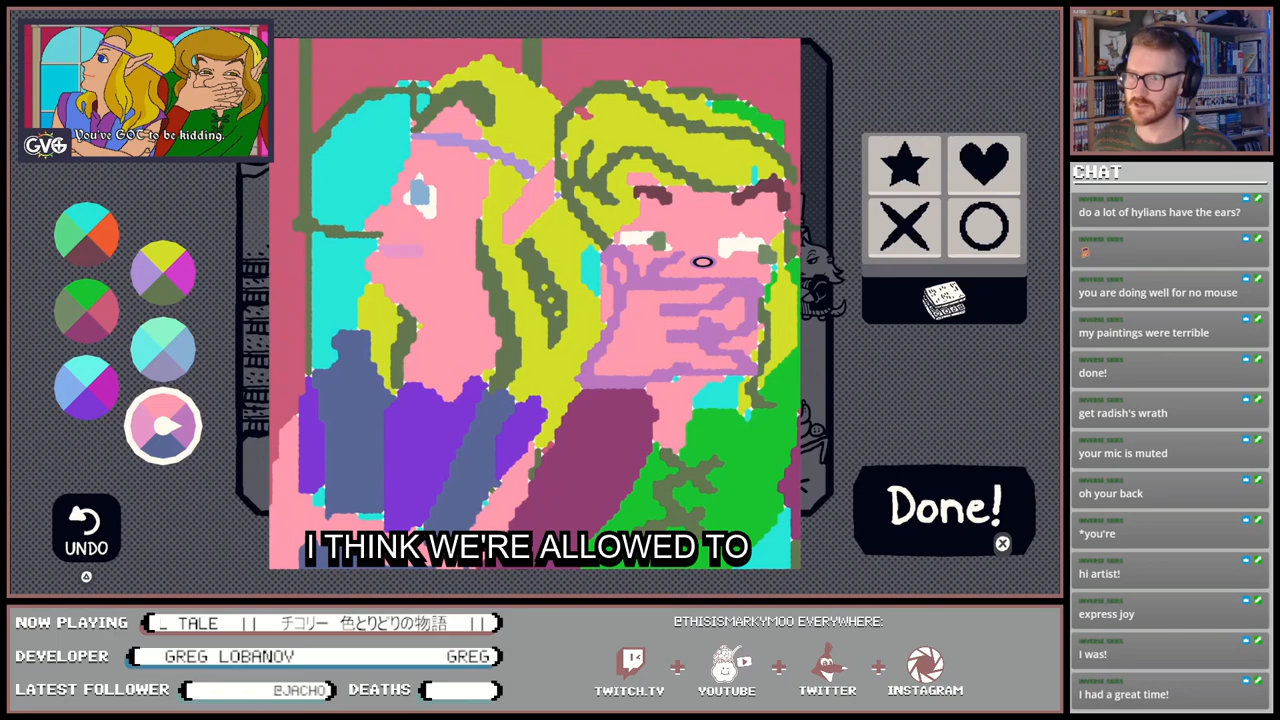 You've GOT to be kidding.
GVG
UNDO
Done!
I THINK WE'RE ALLOWED TO
CHAT
do a lot of hylians have the ears?
you are doing well for no mouse
my paintings were terrible
done!
get radish's wrath
your mic is muted
oh your back
*you're
hi artist!
express joy
I was!
I had a great time!
NOW PLAYING
L TALE || チコリー 色とりどりの物語 ||
DEVELOPER
GREG LOBANOV GREG
LATEST FOLLOWER
@JACHO
DEATHS
@THISISMARKYMOO EVERYWHERE:
TWITCH.TV + YOUTUBE + TWITTER + INSTAGRAM